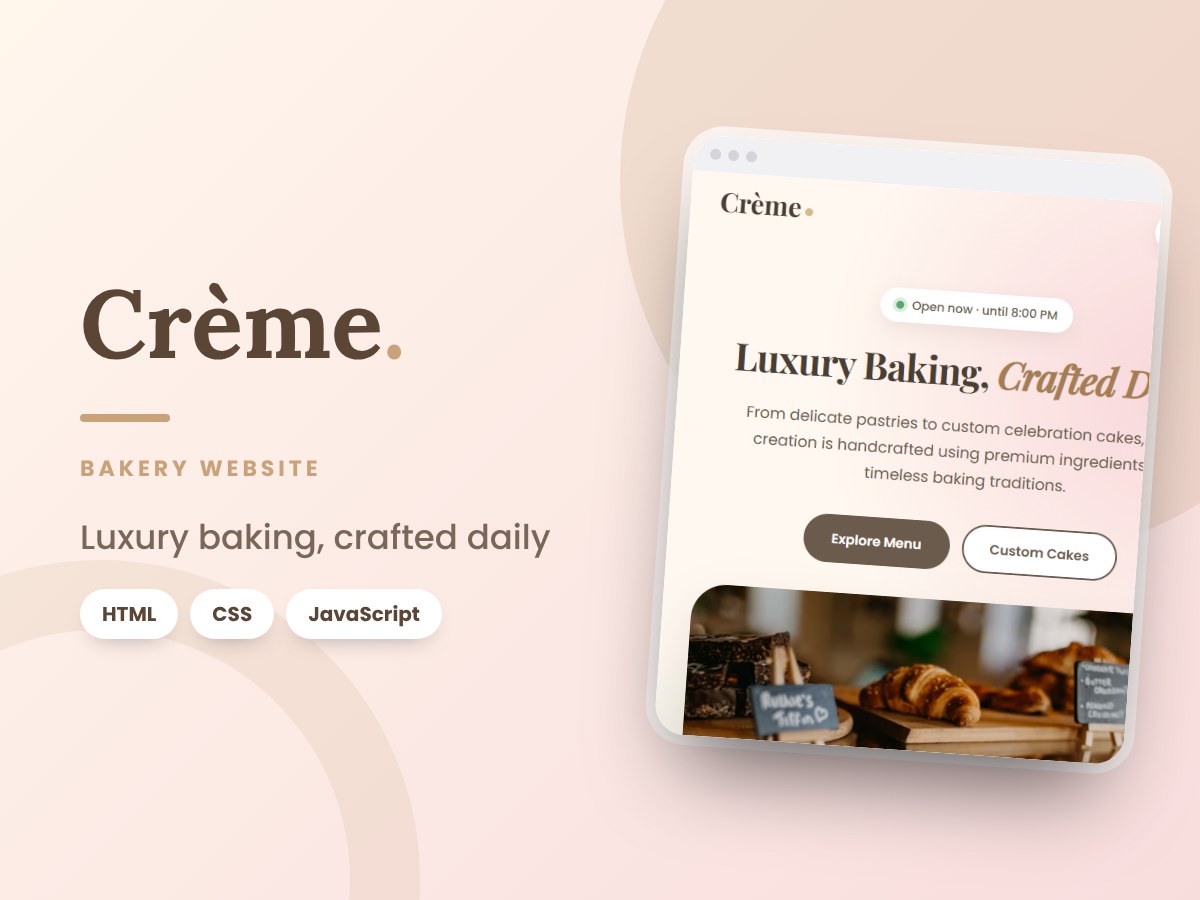 Crème.
BAKERY WEBSITE
Luxury baking, crafted daily
HTML
CSS
JavaScript
Crème
Open now · until 8:00 PM
Luxury Baking, Crafted D
From delicate pastries to custom celebration cakes,
creation is handcrafted using premium ingredients
timeless baking traditions.
Explore Menu
Custom Cakes
Tiffin